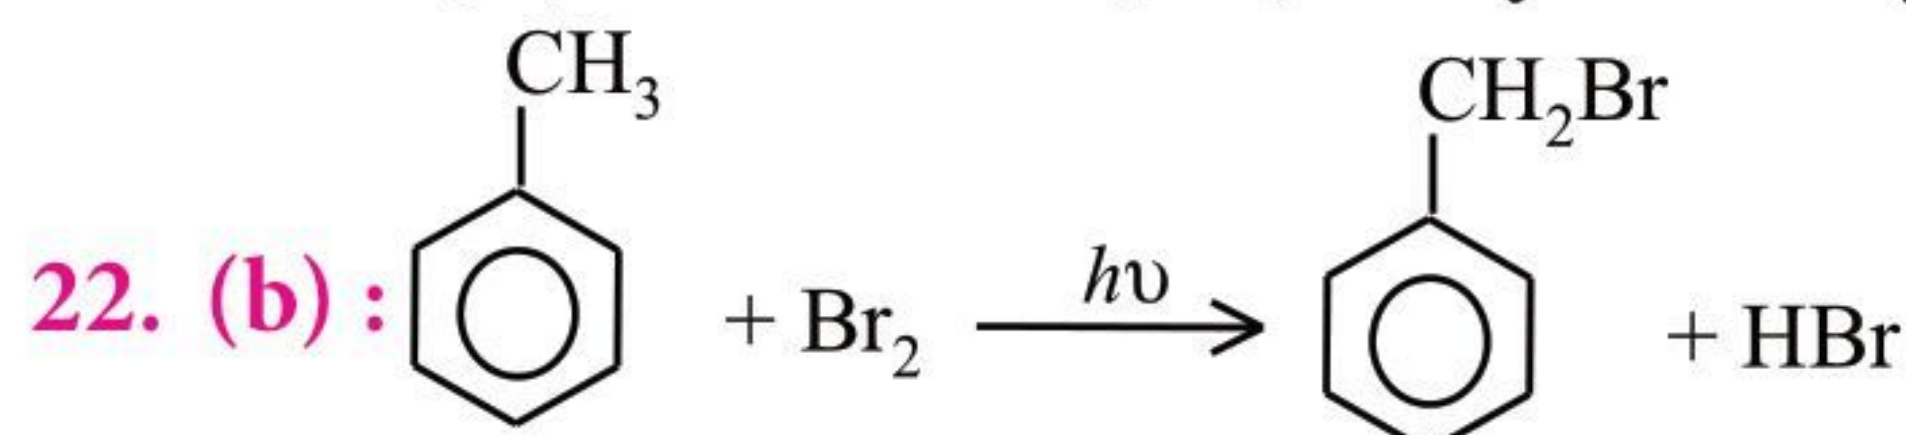 CH₃ CH₂Br
22. (b) : + Br₂ hυ + HBr